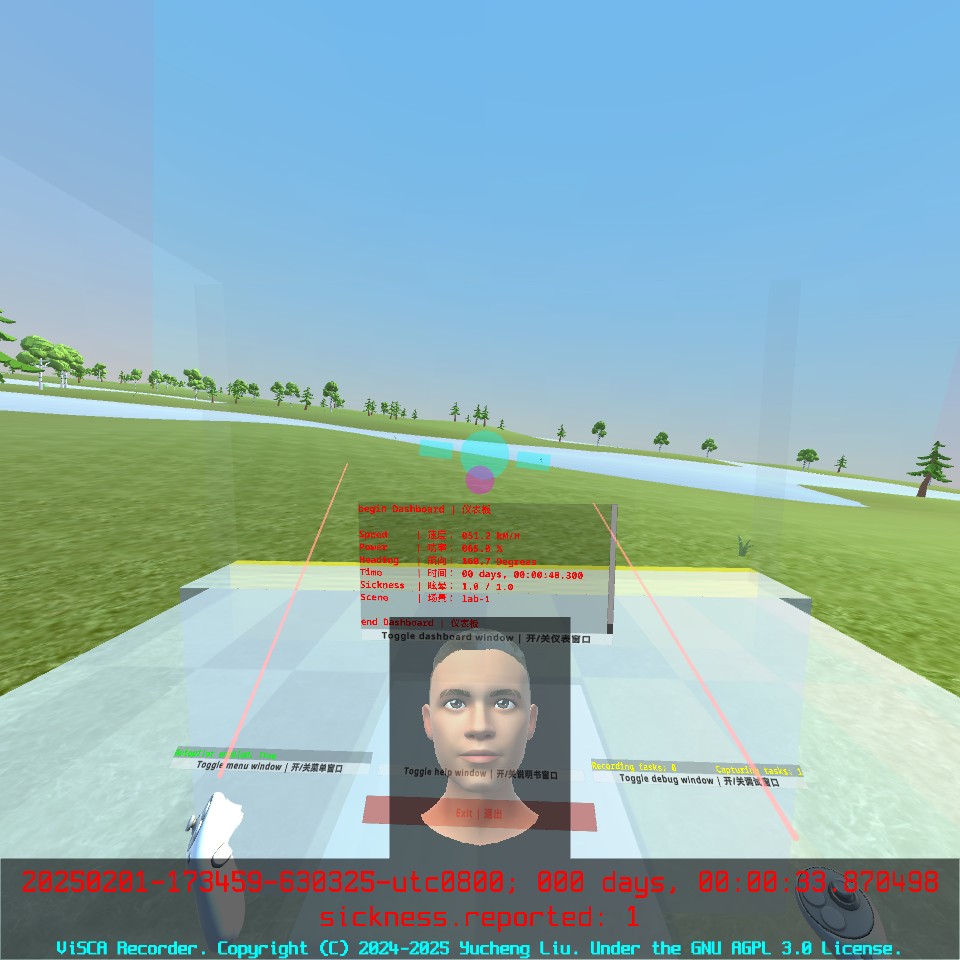 begin Dashboard | 仪表板
Speed | 速度: 051.2 kM/H
Power | 功率: 065.0 %
Heading | 朝向: 160.7 Degrees
Time | 时间: 00 days, 00:00:48.300
Sickness | 眩晕: 1.0 / 1.0
Scene | 场景: lab-1
end Dashboard | 仪表板
Toggle dashboard window | 开/关仪表窗口
Toggle menu window | 开/关菜单窗口
Toggle help window | 开/关说明书窗口
Recording tasks: 0 Capturing tasks: 1
Toggle debug window | 开/关调试窗口
Exit | 退出
20250201-173459-630325-utc0800; 000 days, 00:00:33.870498
sickness.reported: 1
ViSCA Recorder. Copyright (C) 2024-2025 Yucheng Liu. Under the GNU AGPL 3.0 License.